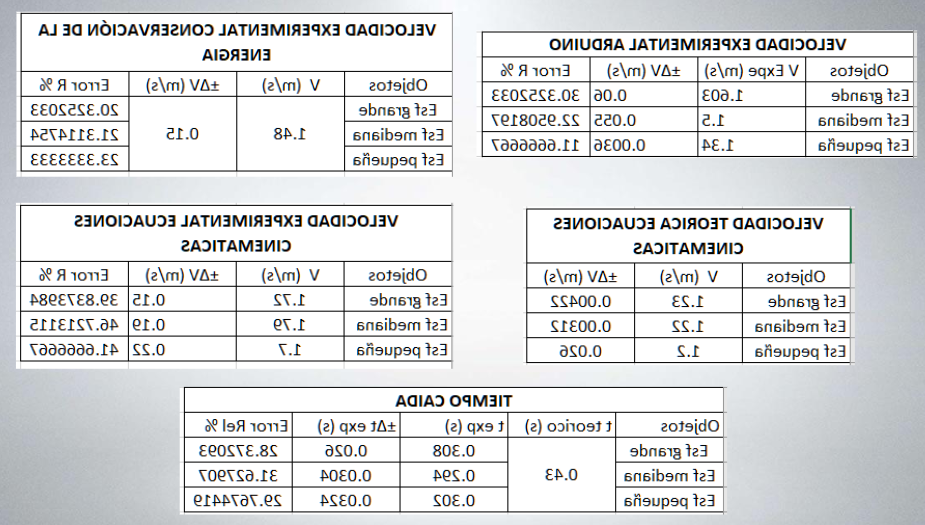 VELOCIDAD EXPERIMENTAL ARDUINO
Objetos V Expe (m/s) ±ΔV (m/s) Error R %
Esf grande 1.603 0.06 30.3252033
Esf mediana 1.5 0.055 22.9508197
Esf pequeña 1.34 0.0036 11.6666667
VELOCIDAD EXPERIMENTAL CONSERVACIÓN DE LA
ENERGIA
Objetos V (m/s) ±ΔV (m/s) Error R %
Esf grande 20.3252033
Esf mediana 1.48 0.15 21.3114754
Esf pequeña 23.3333333
VELOCIDAD TEORICA ECUACIONES
CINEMATICAS
Objetos V (m/s) ±ΔV (m/s)
Esf grande 1.23 0.00422
Esf mediana 1.22 0.00312
Esf pequeña 1.2 0.026
VELOCIDAD EXPERIMENTAL ECUACIONES
CINEMATICAS
Objetos V (m/s) ±ΔV (m/s) Error R %
Esf grande 1.72 0.15 39.8373984
Esf mediana 1.79 0.19 46.7213115
Esf pequeña 1.7 0.22 41.6666667
TIEMPO CAIDA
Objetos t teorico (s) t exp (s) ±Δt exp (s) Error Rel %
Esf grande 0.308 0.026 28.372093
Esf mediana 0.43 0.294 0.0304 31.627907
Esf pequeña 0.302 0.0324 29.7674419